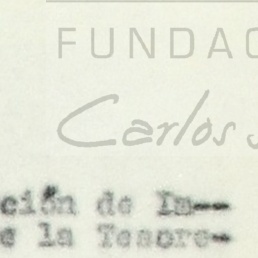 FUNDAC
Carlos S
ción de Im--
e la Tesore-